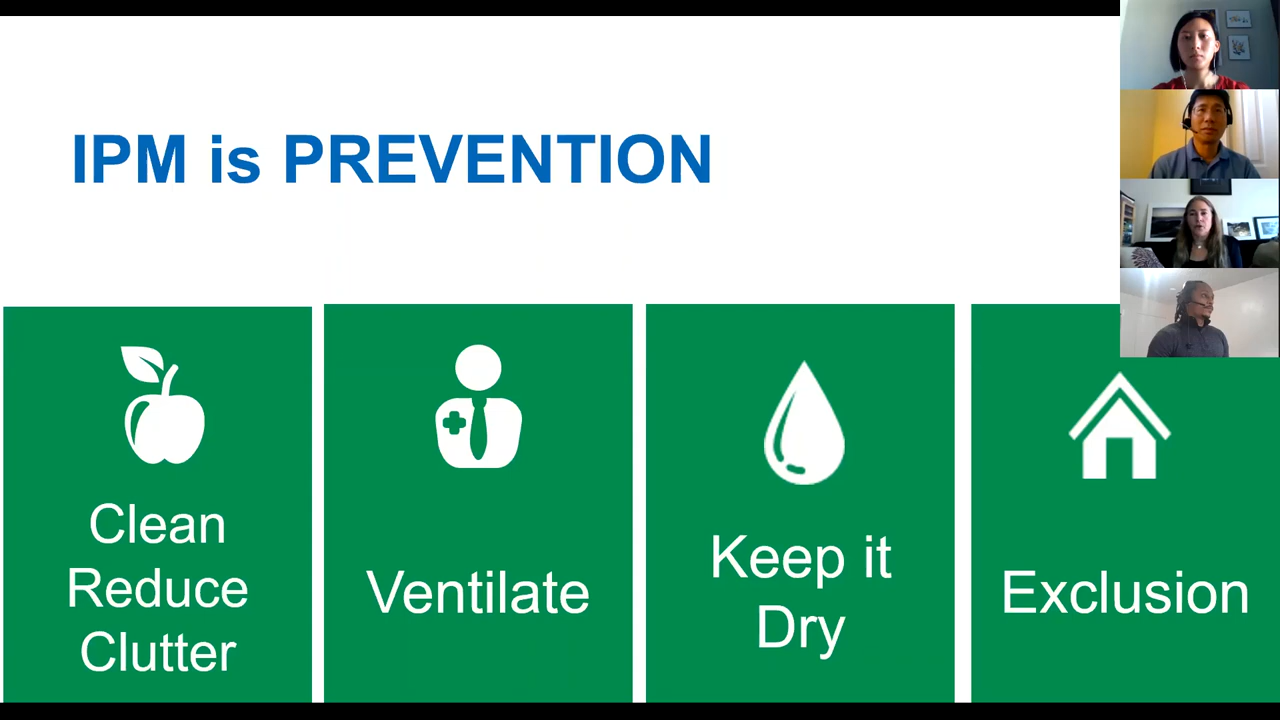 IPM is PREVENTION
Clean
Reduce
Clutter
Ventilate
Keep it
Dry
Exclusion